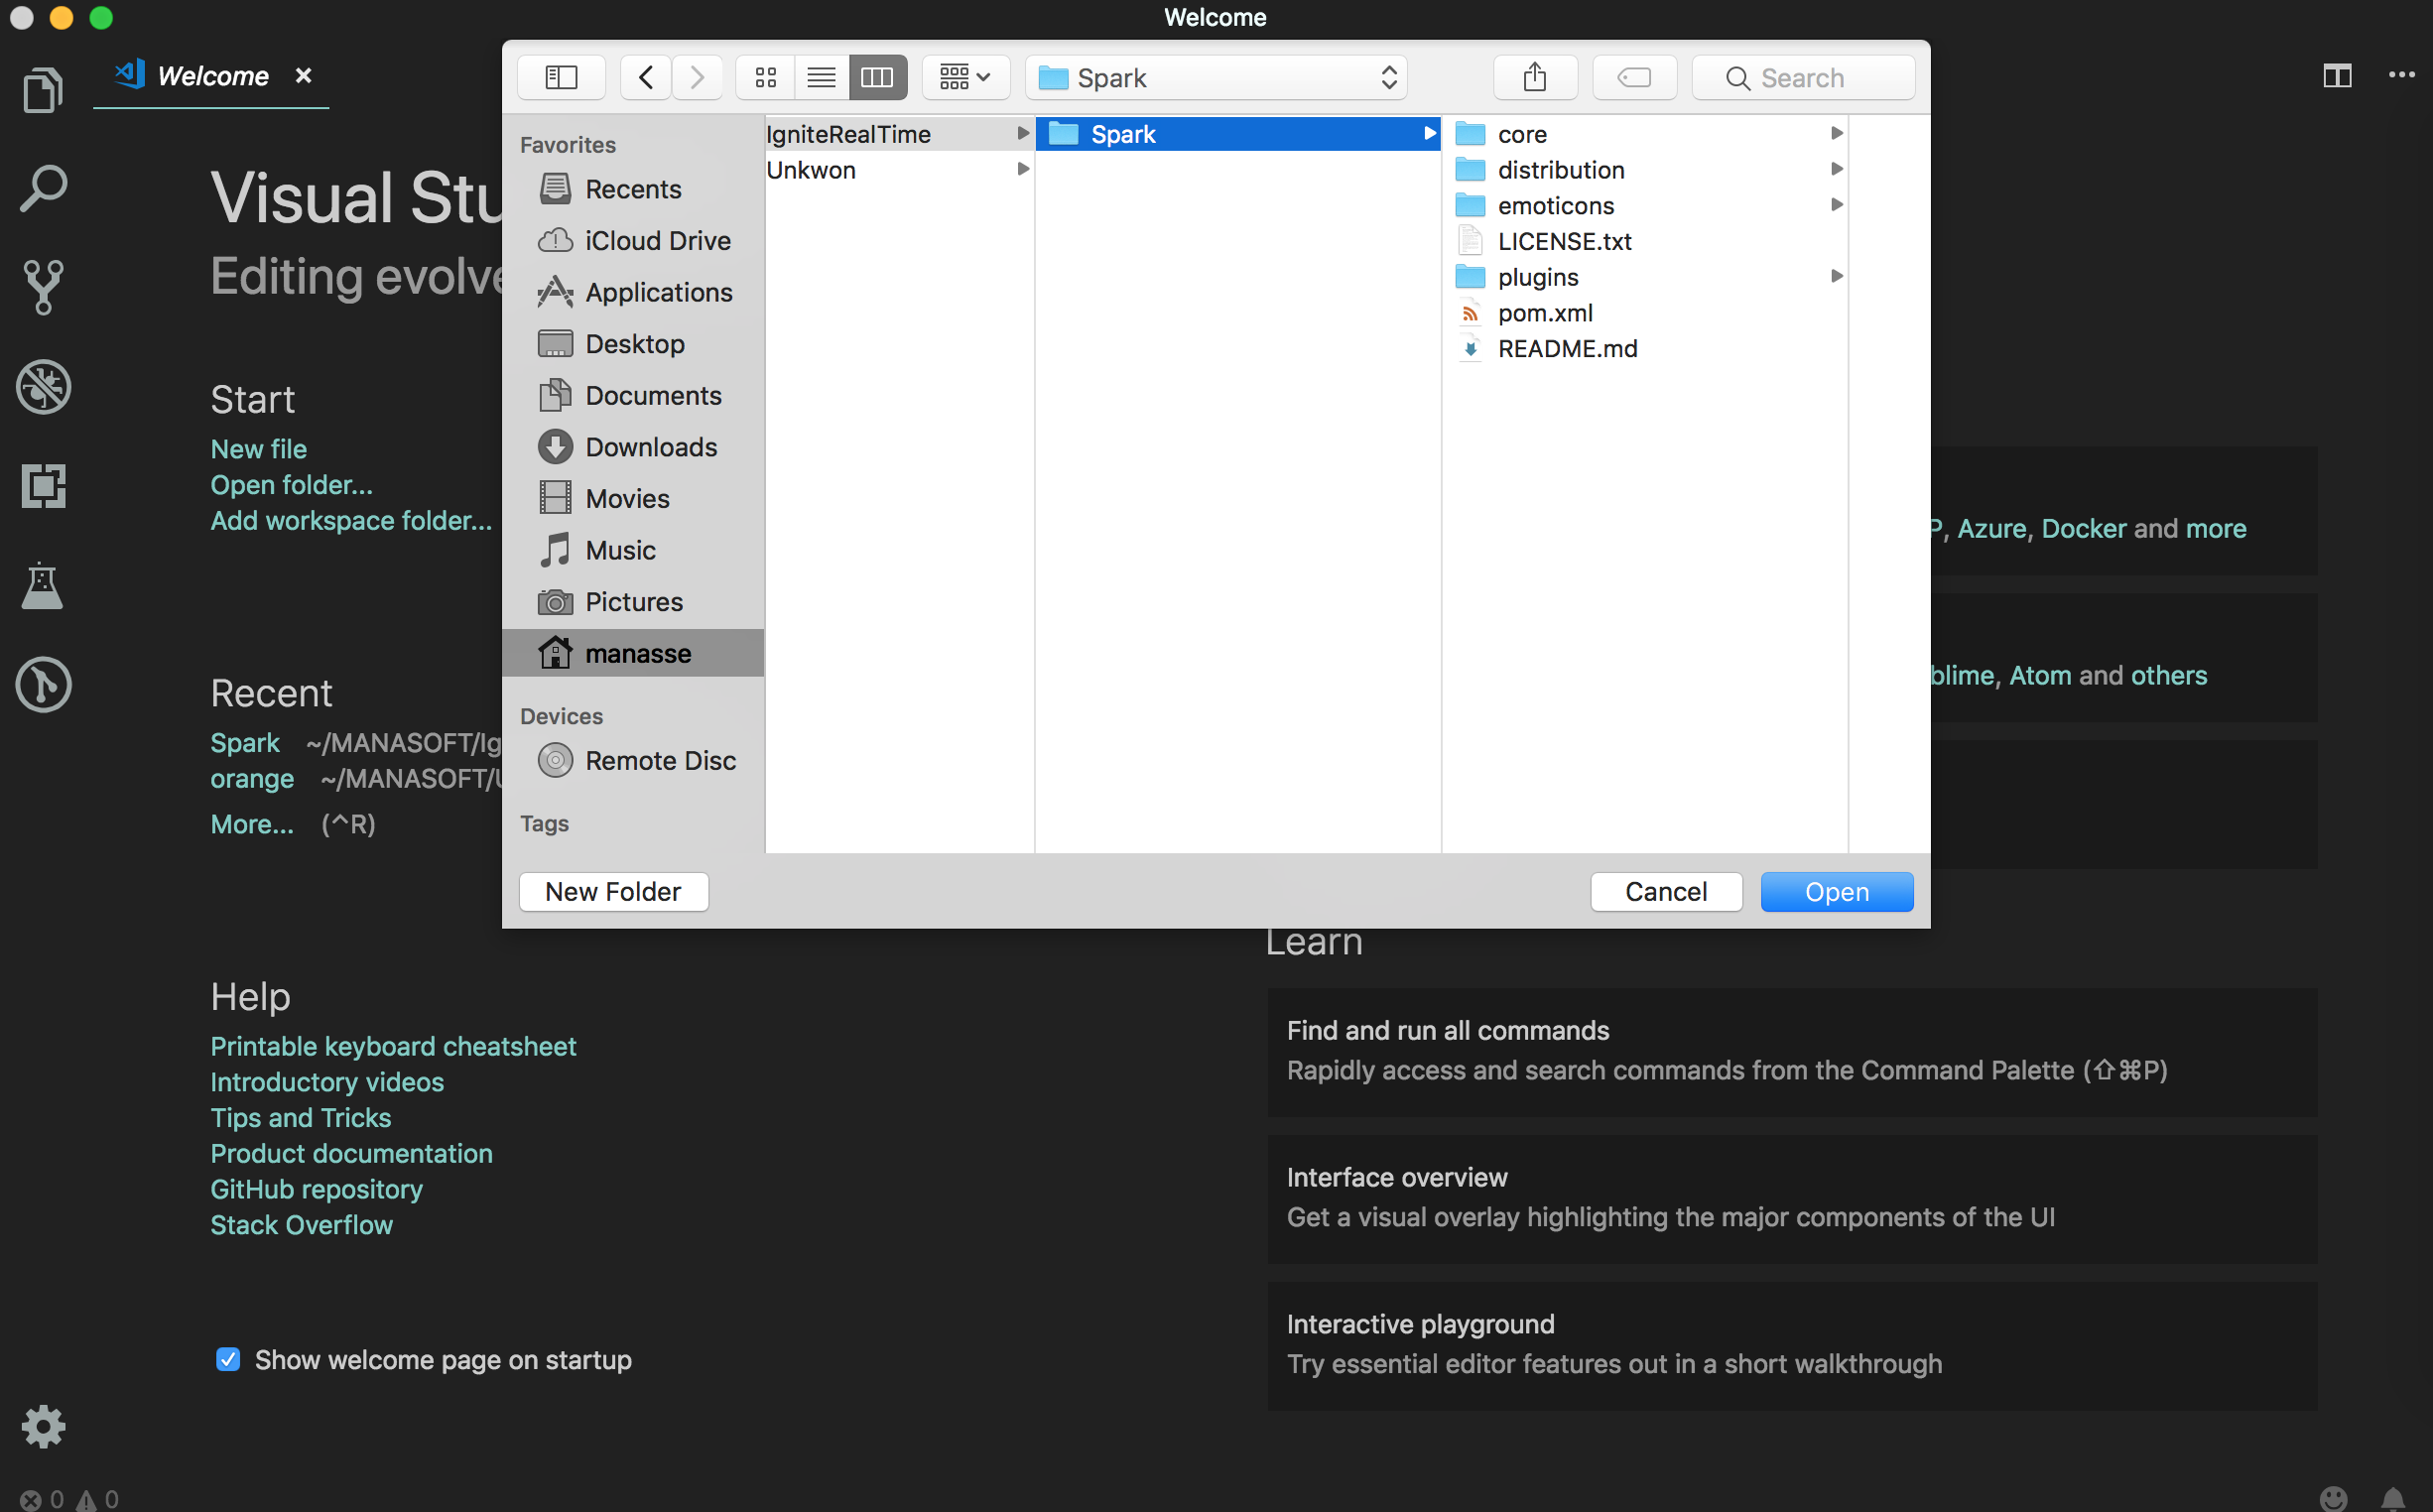 Welcome
Welcome
Spark
Search
Favorites
Recents
iCloud Drive
Applications
Desktop
Documents
Downloads
Movies
Music
Pictures
manasse
Devices
Remote Disc
Tags
IgniteRealTime
Unkwon
Spark
core
distribution
emoticons
LICENSE.txt
plugins
pom.xml
README.md
New Folder
Cancel
Open
Visual Stu
Editing evolve
Start
New file
Open folder...
Add workspace folder...
Recent
Spark ~/MANASOFT/Ig
orange ~/MANASOFT/
More... (^R)
Help
Printable keyboard cheatsheet
Introductory videos
Tips and Tricks
Product documentation
GitHub repository
Stack Overflow
Show welcome page on startup
P, Azure, Docker and more
blime, Atom and others
Learn
Find and run all commands
Rapidly access and search commands from the Command Palette (⇧⌘P)
Interface overview
Get a visual overlay highlighting the major components of the UI
Interactive playground
Try essential editor features out in a short walkthrough
0 0